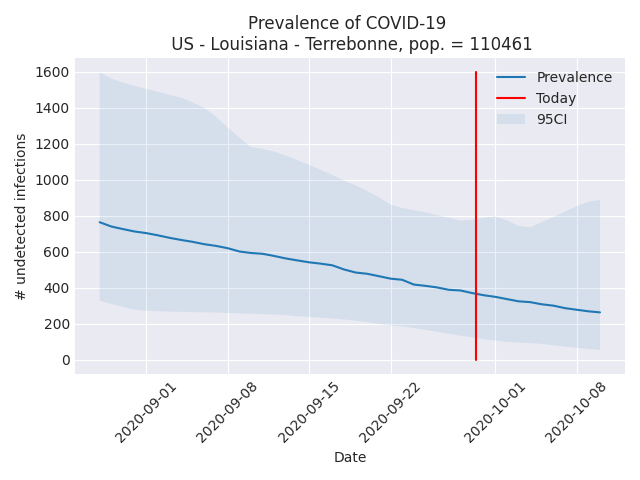 Prevalence of COVID-19
US - Louisiana - Terrebonne, pop. = 110461
Prevalence
Today
95CI
# undetected infections
1600
1400
1200
1000
800
600
400
200
0
2020-09-01
2020-09-08
2020-09-15
2020-09-22
2020-10-01
2020-10-08
Date